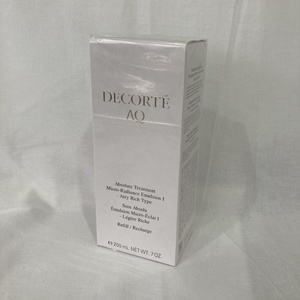 DECORTÉ
AQ
Absolute Treatment
Micro-Radiance Emulsion I
- Airy Rich Type
Soin Absolu
Émulsion Micro-Éclat I
- Légère Riche
Refill / Recharge
℮ 200 mL NET WT. 7 OZ.